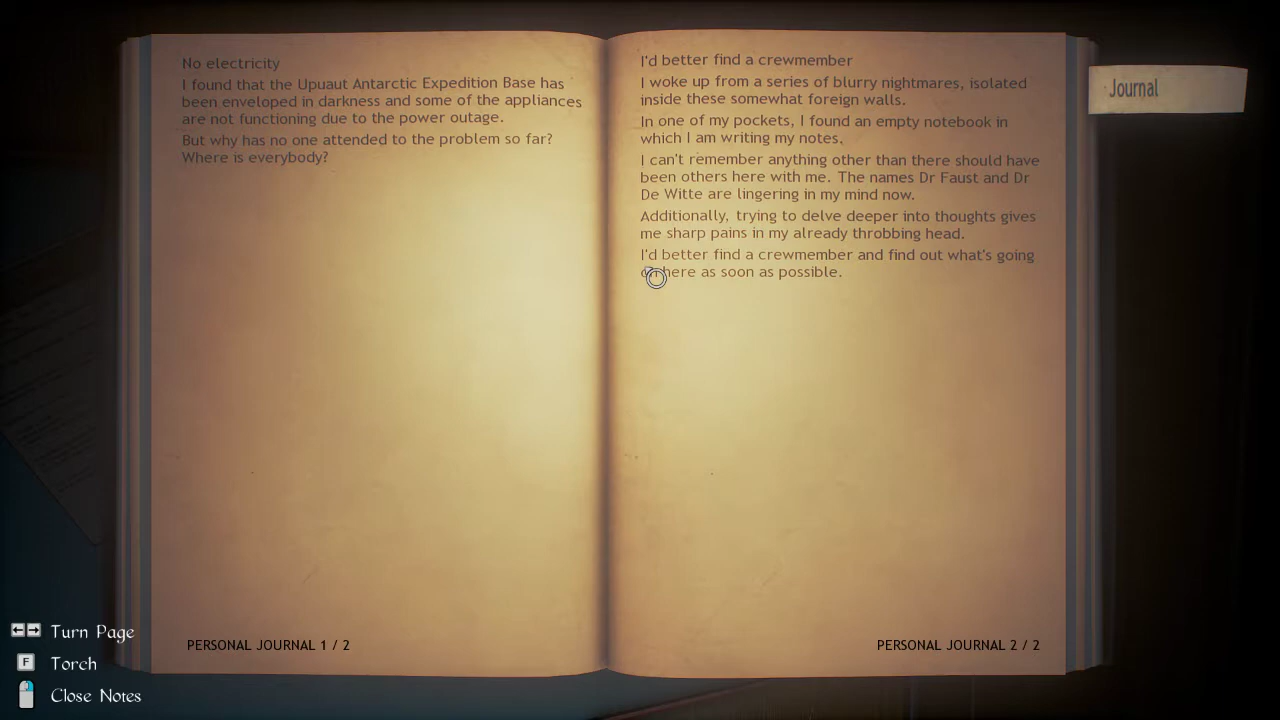 No electricity
I found that the Upuaut Antarctic Expedition Base has
been enveloped in darkness and some of the appliances
are not functioning due to the power outage.
But why has no one attended to the problem so far?
Where is everybody?
PERSONAL JOURNAL 1 / 2
I'd better find a crewmember
I woke up from a series of blurry nightmares, isolated
inside these somewhat foreign walls.
In one of my pockets, I found an empty notebook in
which I am writing my notes.
I can't remember anything other than there should have
been others here with me. The names Dr Faust and Dr
De Witte are lingering in my mind now.
Additionally, trying to delve deeper into thoughts gives
me sharp pains in my already throbbing head.
I'd better find a crewmember and find out what's going
on here as soon as possible.
PERSONAL JOURNAL 2 / 2
Journal
Turn Page
F Torch
Close Notes